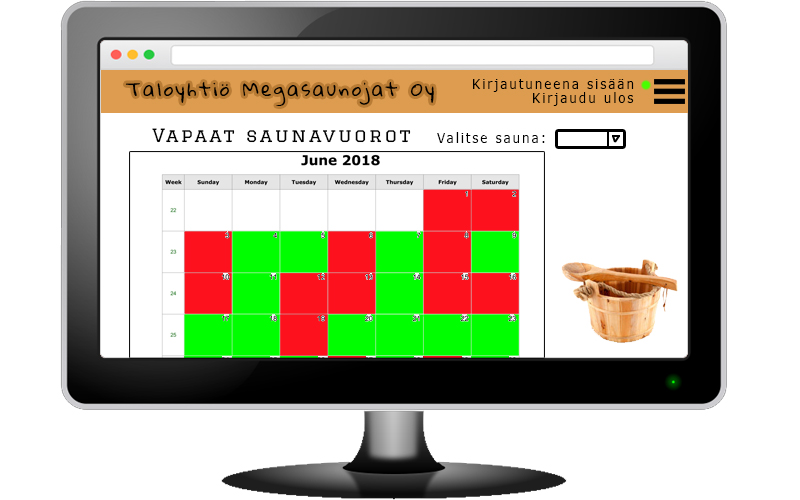 Taloyhtiö Megasaunojat Oy
Kirjautuneena sisään
Kirjaudu ulos
Vapaat saunavuorot
Valitse sauna:
June 2018
Week Sunday Monday Tuesday Wednesday Thursday Friday Saturday
22 1 2
23 3 4 5 6 7 8 9
24 10 11 12 13 14 15 16
25 17 18 19 20 21 22 23